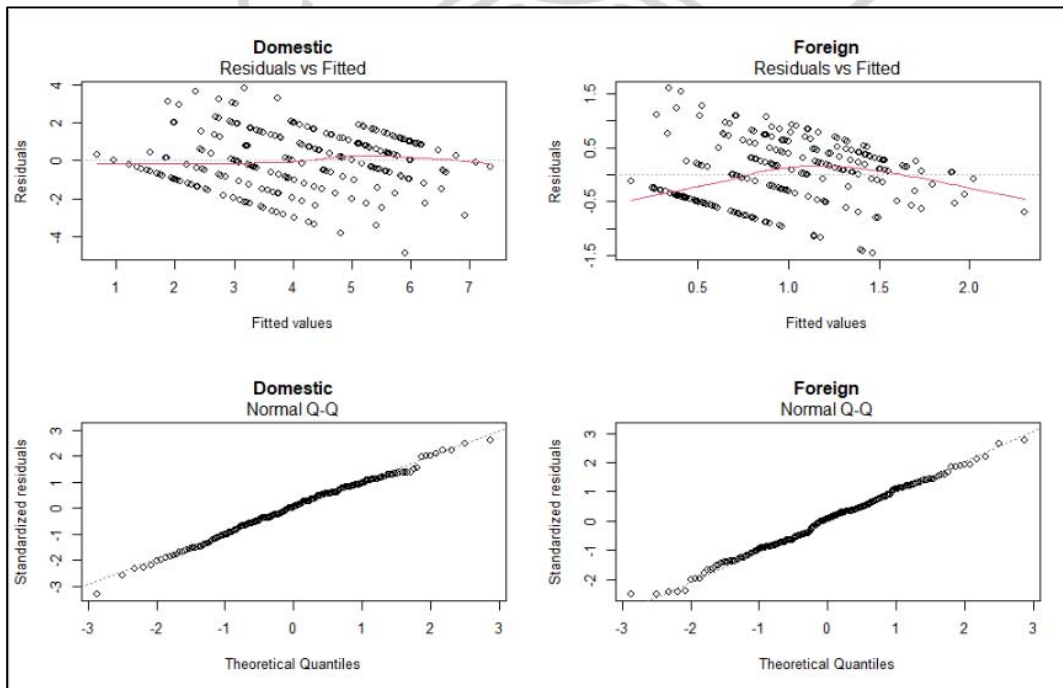 Domestic
Residuals vs Fitted
Residuals
4
2
0
-2
-4
1 2 3 4 5 6 7
Fitted values
Foreign
Residuals vs Fitted
Residuals
1.5
0.5
-0.5
-1.5
0.5 1.0 1.5 2.0
Fitted values
Domestic
Normal Q-Q
Standardized residuals
3
2
1
0
-1
-2
-3
-3 -2 -1 0 1 2 3
Theoretical Quantiles
Foreign
Normal Q-Q
Standardized residuals
3
2
1
0
-1
-2
-3 -2 -1 0 1 2 3
Theoretical Quantiles